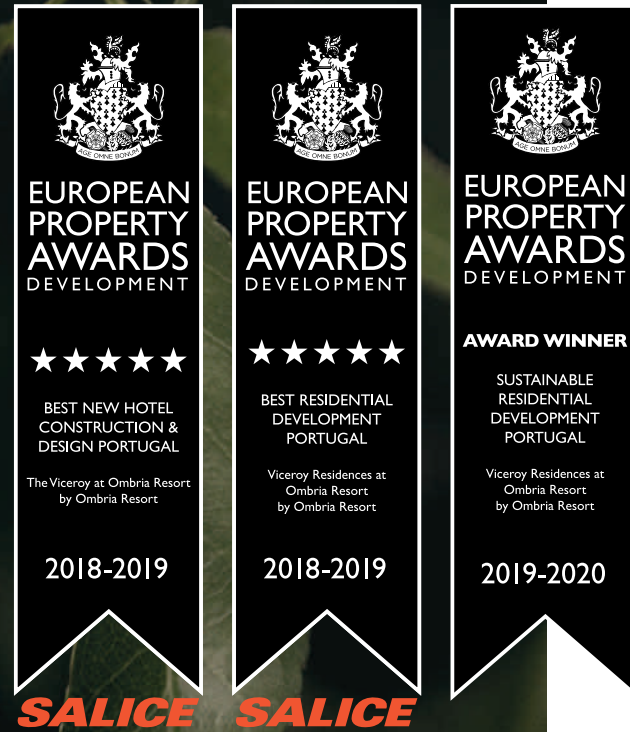 AGE OMNE BONUM
EUROPEAN
PROPERTY
AWARDS
DEVELOPMENT
BEST NEW HOTEL
CONSTRUCTION &
DESIGN PORTUGAL
The Viceroy at Ombria Resort
by Ombria Resort
2018-2019
SALICE
AGE OMNE BONUM
EUROPEAN
PROPERTY
AWARDS
DEVELOPMENT
BEST RESIDENTIAL
DEVELOPMENT
PORTUGAL
Viceroy Residences at
Ombria Resort
by Ombria Resort
2018-2019
SALICE
AGE OMNE BONUM
EUROPEAN
PROPERTY
AWARDS
DEVELOPMENT
AWARD WINNER
SUSTAINABLE
RESIDENTIAL
DEVELOPMENT
PORTUGAL
Viceroy Residences at
Ombria Resort
by Ombria Resort
2019-2020